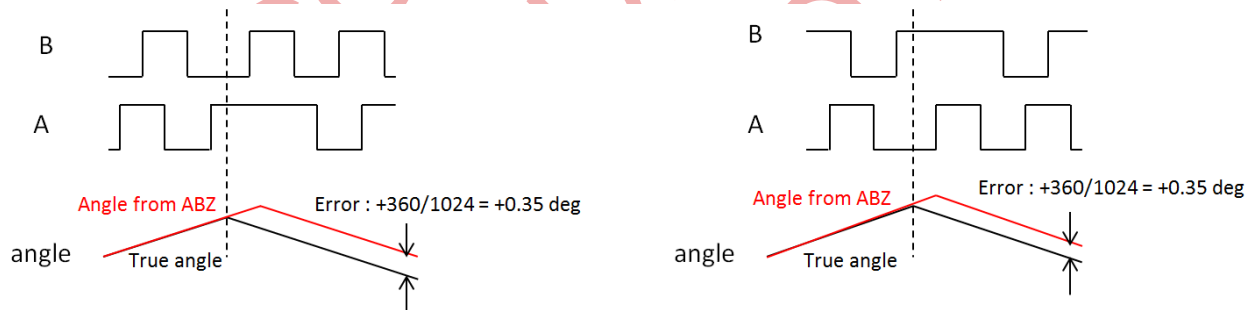 B
A
Angle from ABZ
Error : +360/1024 = +0.35 deg
angle
True angle
B
A
Angle from ABZ
Error : +360/1024 = +0.35 deg
angle
True angle